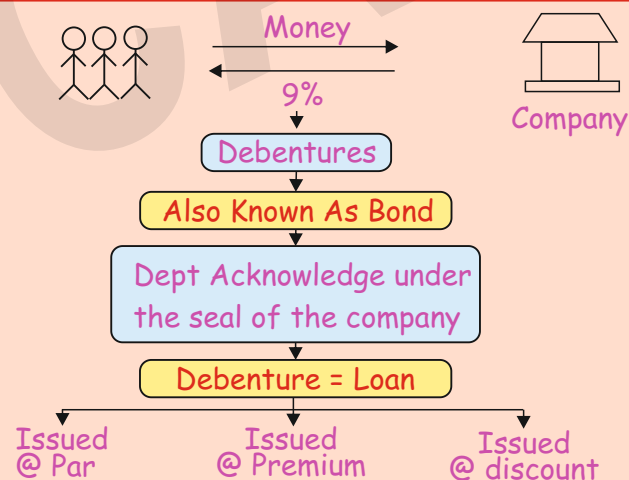 Money
9%
Company
Debentures
Also Known As Bond
Dept Acknowledge under
the seal of the company
Debenture = Loan
Issued
@ Par
Issued
@ Premium
Issued
@ discount